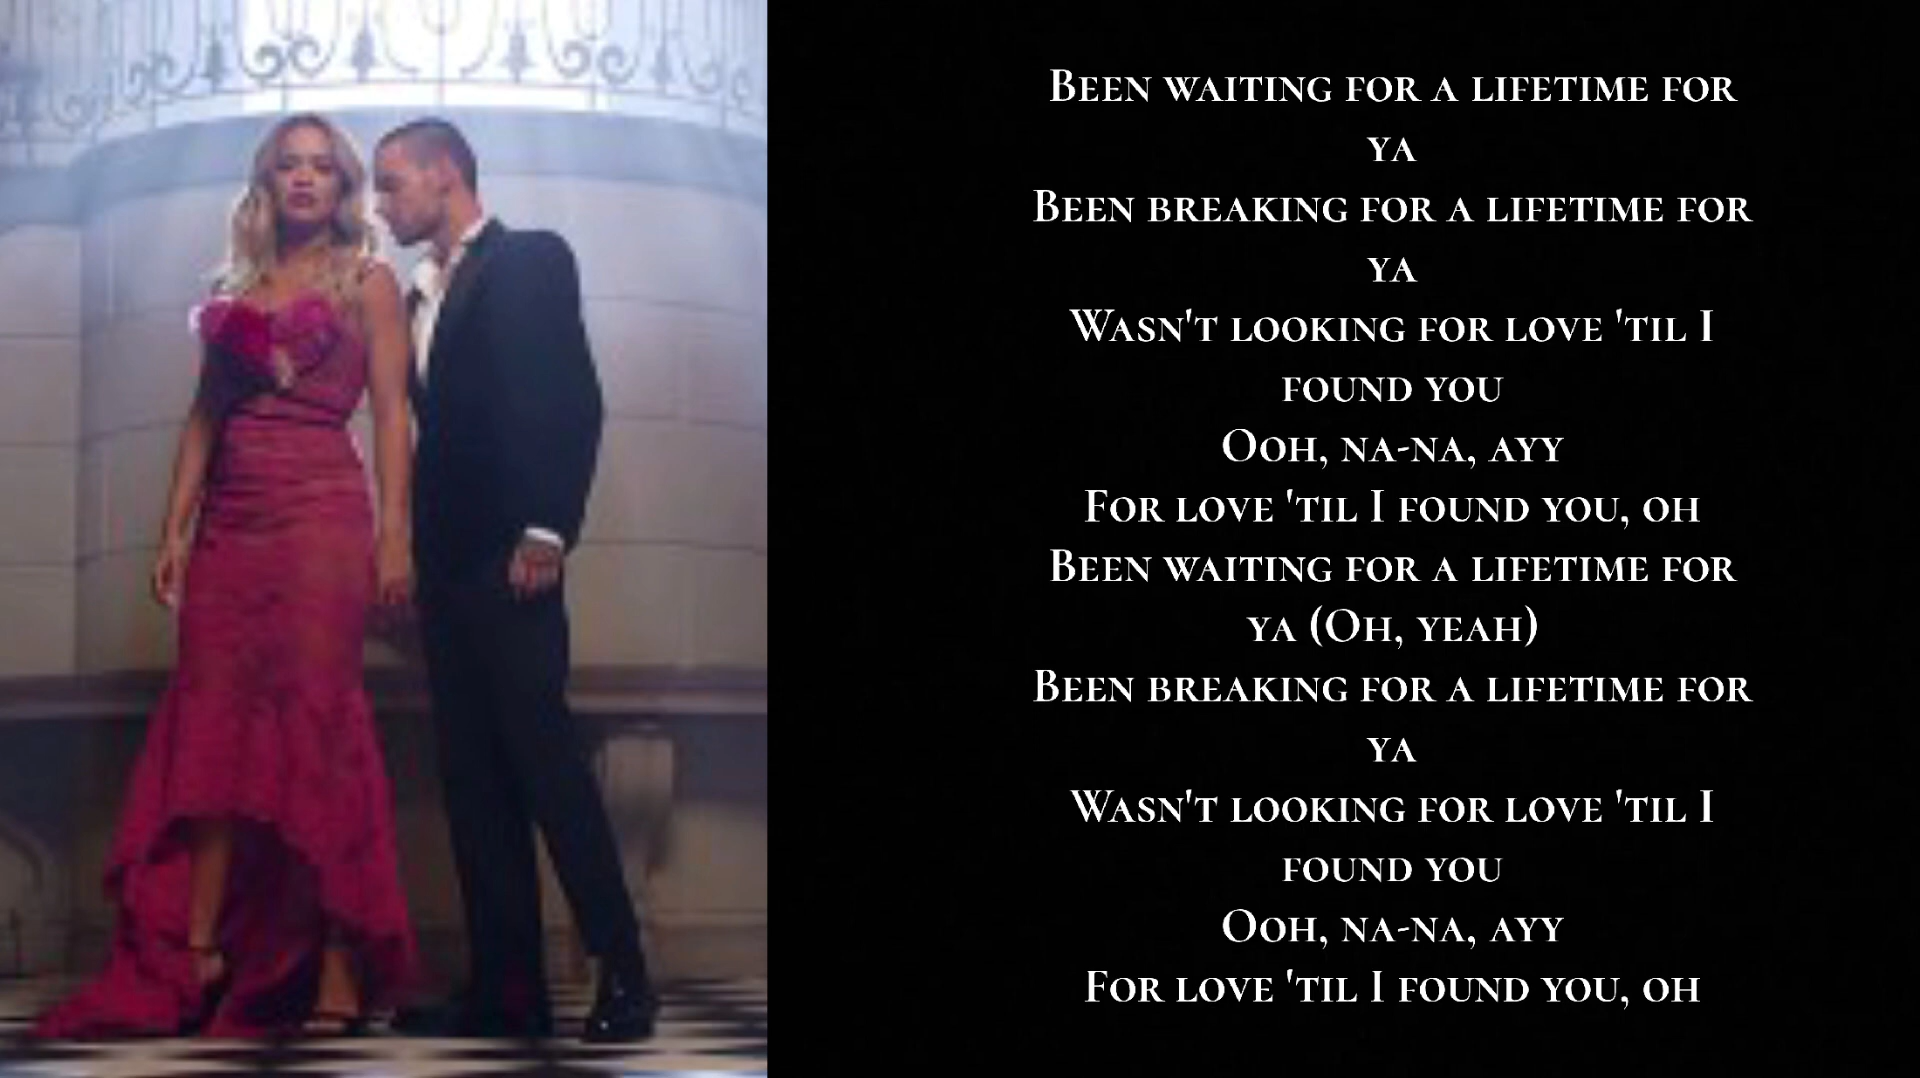 Been waiting for a lifetime for
ya
Been breaking for a lifetime for
ya
Wasn't looking for love 'til I
found you
Ooh, na-na, ayy
For love 'til I found you, oh
Been waiting for a lifetime for
ya (Oh, yeah)
Been breaking for a lifetime for
ya
Wasn't looking for love 'til I
found you
Ooh, na-na, ayy
For love 'til I found you, oh